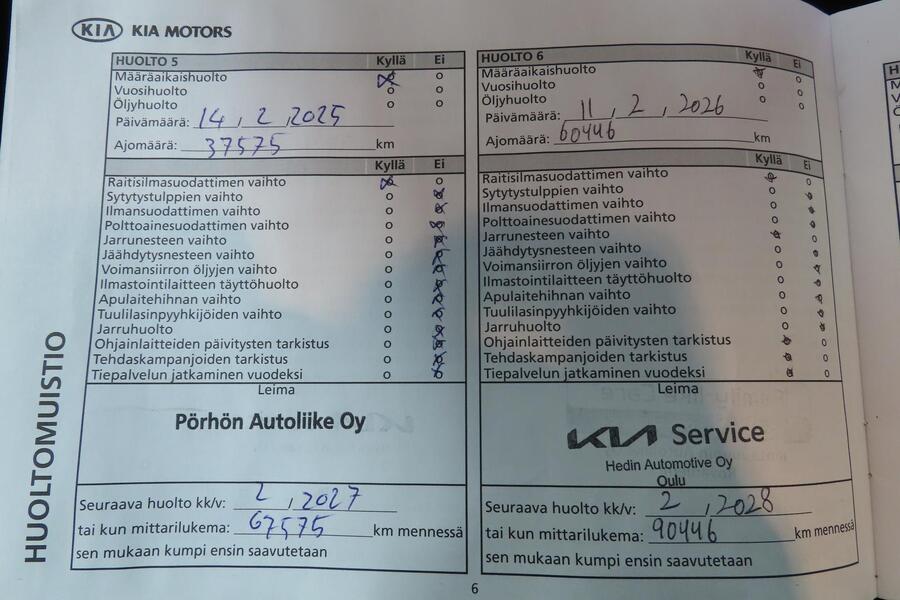 KIA KIA MOTORS
HUOLTOMUISTIO
HUOLTO 5 Kyllä Ei
Määräaikaishuolto o
Vuosihuolto o o
Öljyhuolto o o
Päivämäärä: 14, 2, 2025
Ajomäärä: 37575 km
Kyllä Ei
Raitisilmasuodattimen vaihto o
Sytytystulppien vaihto o
Ilmansuodattimen vaihto o
Polttoainesuodattimen vaihto o
Jarrunesteen vaihto o
Jäähdytysnesteen vaihto o
Voimansiirron öljyjen vaihto o
Ilmastointilaitteen täyttöhuolto o
Apulaitehihnan vaihto o
Tuulilasinpyyhkijöiden vaihto o
Jarruhuolto o
Ohjainlaitteiden päivitysten tarkistus o
Tehdaskampanjoiden tarkistus o
Tiepalvelun jatkaminen vuodeksi o
Leima
Pörhön Autoliike Oy
Seuraava huolto kk/v: 2, 2027
tai kun mittarilukema: 67575 km mennessä
sen mukaan kumpi ensin saavutetaan
HUOLTO 6 Kyllä Ei
Määräaikaishuolto o
Vuosihuolto o o
Öljyhuolto o o
Päivämäärä: 11, 2, 2026
Ajomäärä: 60446 km
Kyllä Ei
Raitisilmasuodattimen vaihto o
Sytytystulppien vaihto o
Ilmansuodattimen vaihto o
Polttoainesuodattimen vaihto o
Jarrunesteen vaihto o
Jäähdytysnesteen vaihto o
Voimansiirron öljyjen vaihto o
Ilmastointilaitteen täyttöhuolto o
Apulaitehihnan vaihto o
Tuulilasinpyyhkijöiden vaihto o
Jarruhuolto o
Ohjainlaitteiden päivitysten tarkistus o
Tehdaskampanjoiden tarkistus o
Tiepalvelun jatkaminen vuodeksi o
Leima
KIA Service
Hedin Automotive Oy
Oulu
Seuraava huolto kk/v: 2, 2028
tai kun mittarilukema: 90446 km mennessä
sen mukaan kumpi ensin saavutetaan
6